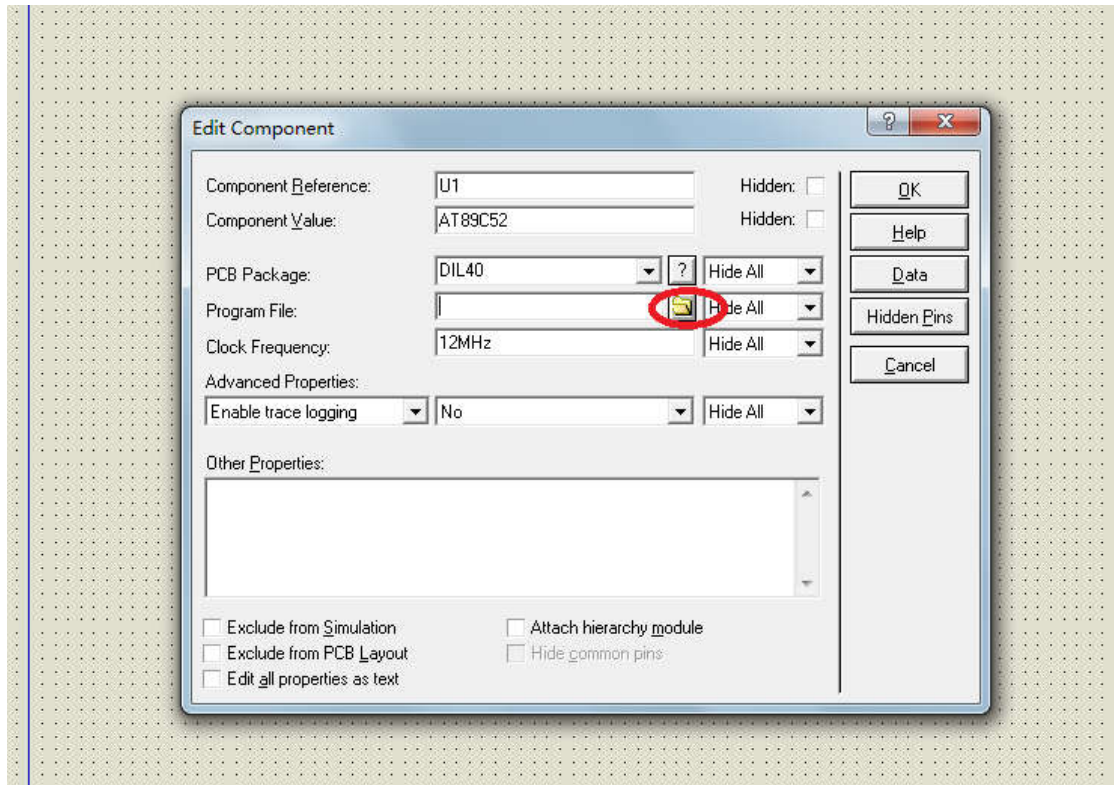 Edit Component
?
X
Component Reference: U1 Hidden:
Component Value: AT89C52 Hidden:
PCB Package: DIL40 ? Hide All
Program File: Hide All
Clock Frequency: 12MHz Hide All
Advanced Properties:
Enable trace logging No Hide All
Other Properties:
Exclude from Simulation Attach hierarchy module
Exclude from PCB Layout Hide common pins
Edit all properties as text
OK
Help
Data
Hidden Pins
Cancel